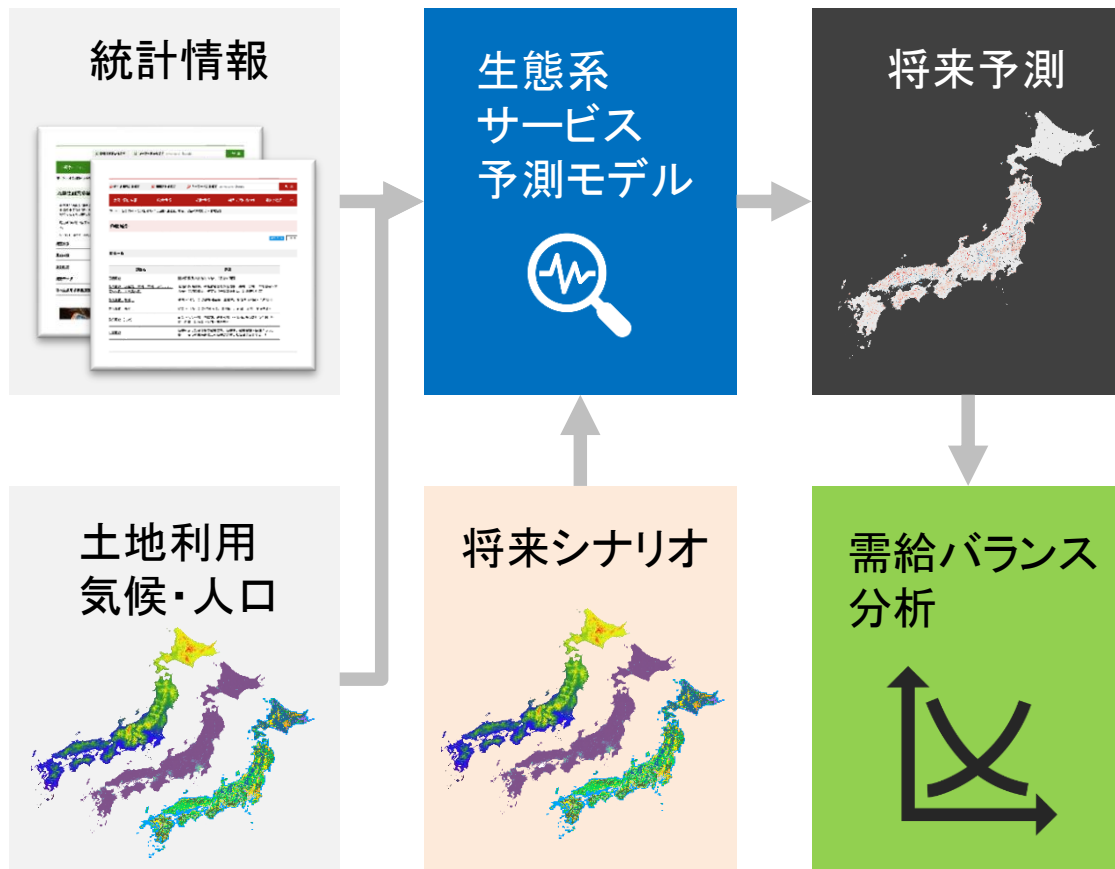 統計情報
生態系
サービス
予測モデル
将来予測
土地利用
気候・人口
将来シナリオ
需給バランス
分析